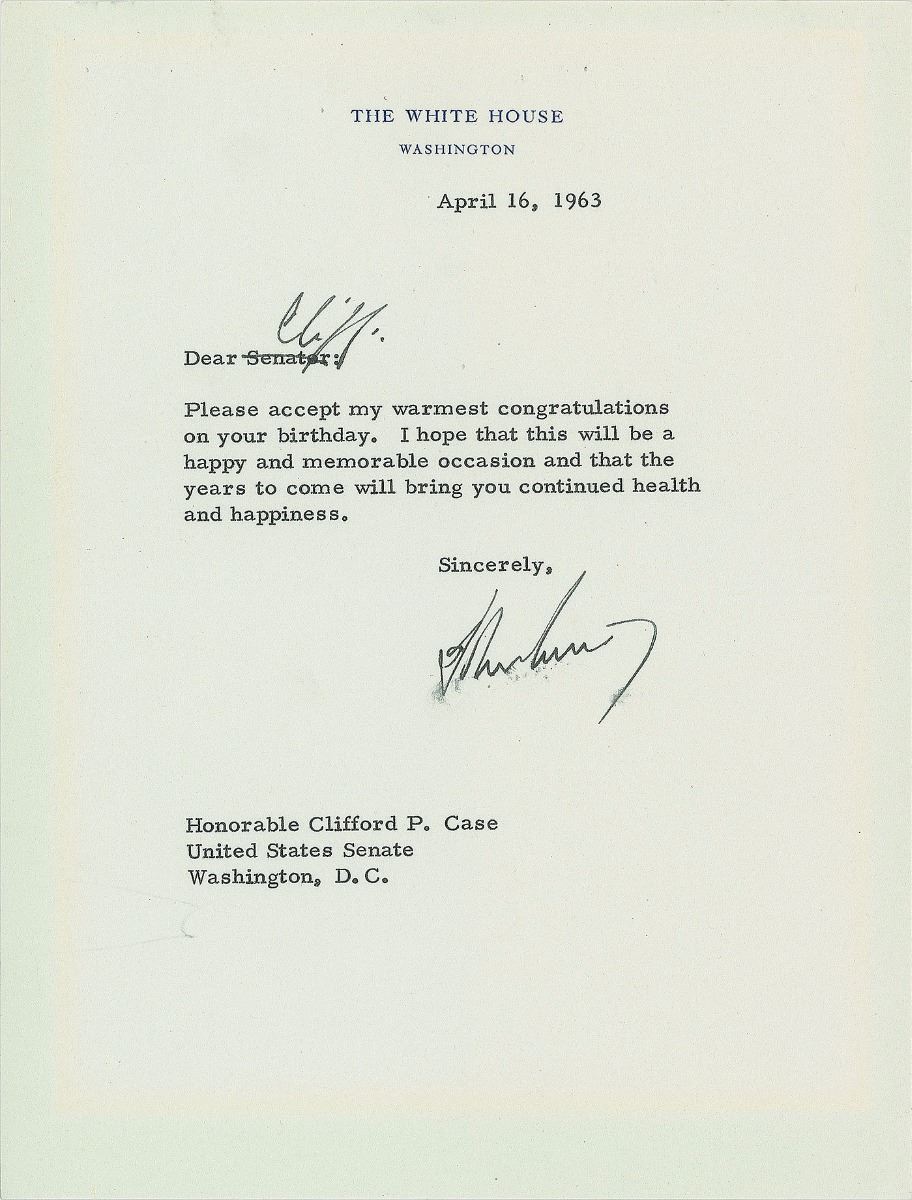 THE WHITE HOUSE
WASHINGTON
April 16, 1963
Cliff:
Dear Senator:
Please accept my warmest congratulations
on your birthday. I hope that this will be a
happy and memorable occasion and that the
years to come will bring you continued health
and happiness.
Sincerely,
Honorable Clifford P. Case
United States Senate
Washington, D. C.